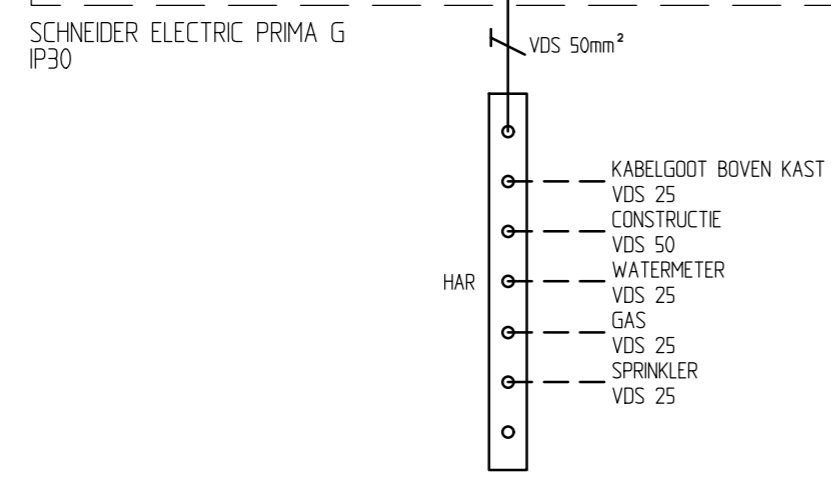 SCHNEIDER ELECTRIC PRIMA G
IP30
VDS 50mm²
KABELGOOT BOVEN KAST
VDS 25
CONSTRUCTIE
VDS 50
WATERMETER
VDS 25
HAR
GAS
VDS 25
SPRINKLER
VDS 25